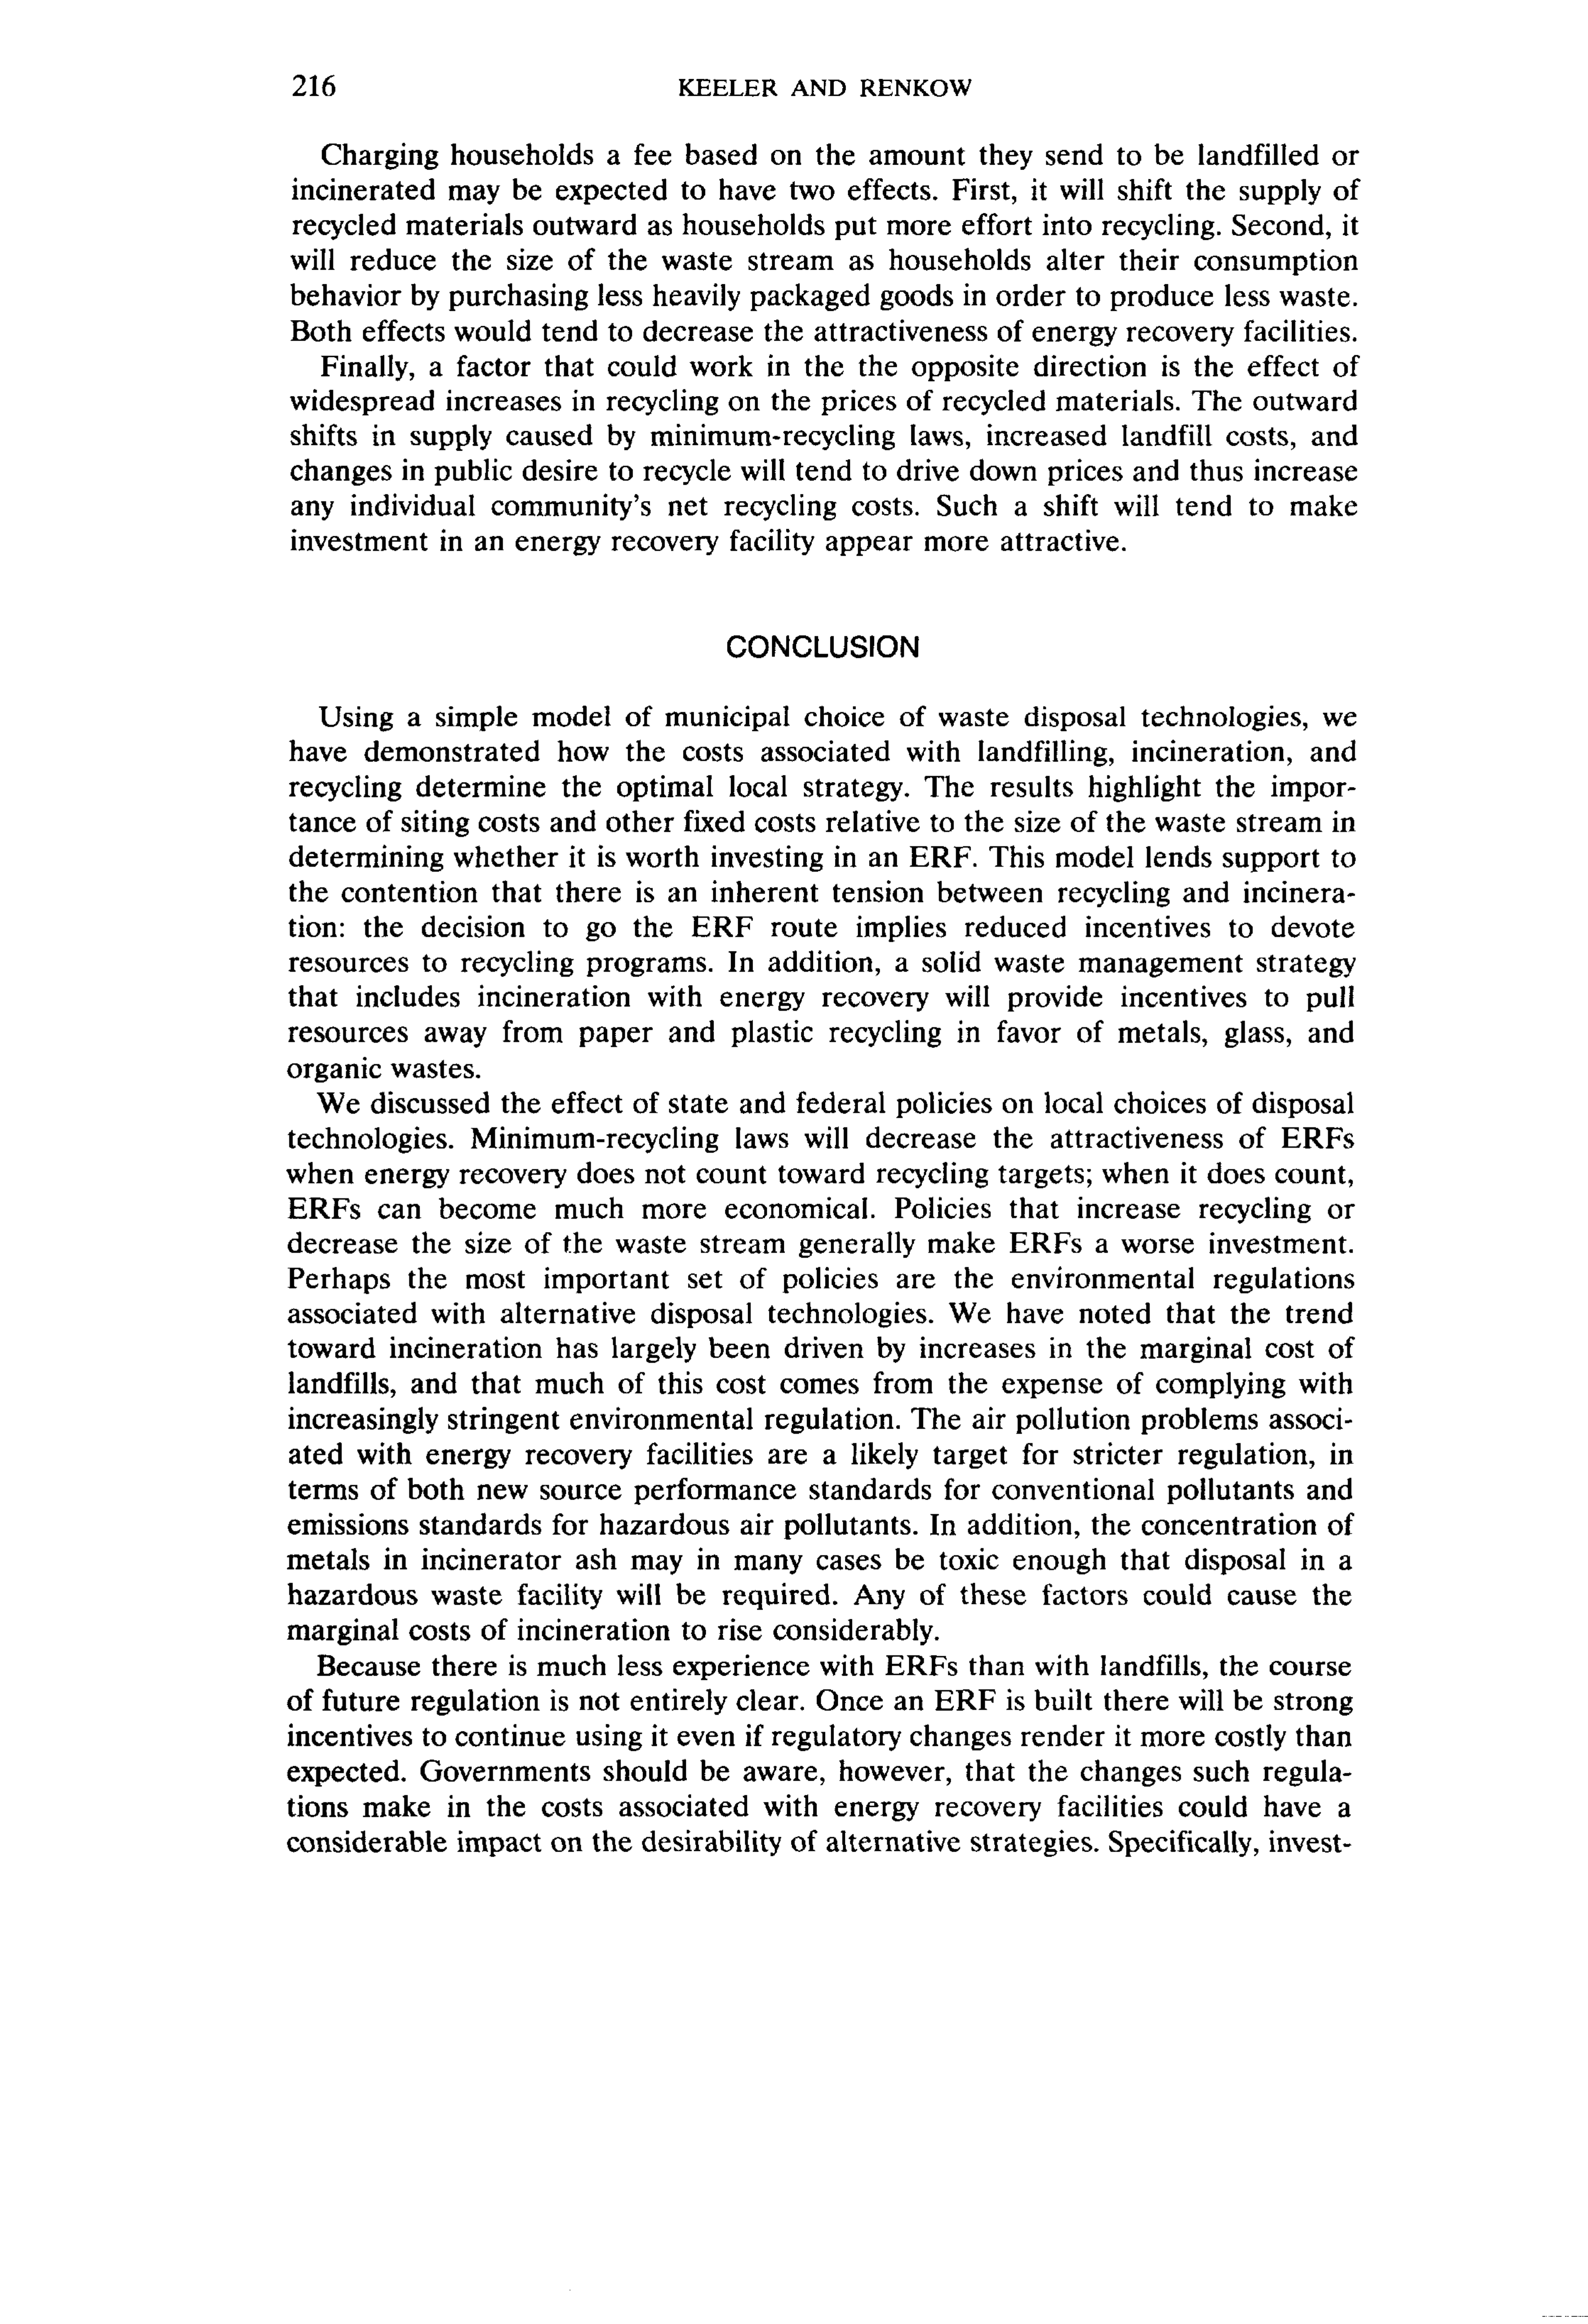 216
KEELER AND RENKOW
Charging households a fee based on the amount they send to be landfilled or
incinerated may be expected to have two effects. First, it will shift the supply of
recycled materials outward as households put more effort into recycling. Second, it
will reduce the size of the waste stream as households alter their consumption
behavior by purchasing less heavily packaged goods in order to produce less waste.
Both effects would tend to decrease the attractiveness of energy recovery facilities.
Finally, a factor that could work in the the opposite direction is the effect of
widespread increases in recycling on the prices of recycled materials. The outward
shifts in supply caused by minimum-recycling laws, increased landfill costs, and
changes in public desire to recycle will tend to drive down prices and thus increase
any individual community's net recycling costs. Such a shift will tend to make
investment in an energy recovery facility appear more attractive.
CONCLUSION
Using a simple model of municipal choice of waste disposal technologies, we
have demonstrated how the costs associated with landfilling, incineration, and
recycling determine the optimal local strategy. The results highlight the impor-
tance of siting costs and other fixed costs relative to the size of the waste stream in
determining whether it is worth investing in an ERF. This model lends support to
the contention that there is an inherent tension between recycling and incinera-
tion: the decision to go the ERF route implies reduced incentives to devote
resources to recycling programs. In addition, a solid waste management strategy
that includes incineration with energy recovery will provide incentives to pull
resources away from paper and plastic recycling in favor of metals, glass, and
organic wastes.
We discussed the effect of state and federal policies on local choices of disposal
technologies. Minimum-recycling laws will decrease the attractiveness of ERFs
when energy recovery does not count toward recycling targets; when it does count,
ERFs can become much more economical. Policies that increase recycling or
decrease the size of the waste stream generally make ERFs a worse investment.
Perhaps the most important set of policies are the environmental regulations
associated with alternative disposal technologies. We have noted that the trend
toward incineration has largely been driven by increases in the marginal cost of
landfills, and that much of this cost comes from the expense of complying with
increasingly stringent environmental regulation. The air pollution problems associ-
ated with energy recovery facilities are a likely target for stricter regulation, in
terms of both new source performance standards for conventional pollutants and
emissions standards for hazardous air pollutants. In addition, the concentration of
metals in incinerator ash may in many cases be toxic enough that disposal in a
hazardous waste facility will be required. Any of these factors could cause the
marginal costs of incineration to rise considerably.
Because there is much less experience with ERFs than with landfills, the course
of future regulation is not entirely clear. Once an ERF is built there will be strong
incentives to continue using it even if regulatory changes render it more costly than
expected. Governments should be aware, however, that the changes such regula-
tions make in the costs associated with energy recovery facilities could have a
considerable impact on the desirability of alternative strategies. Specifically, invest-